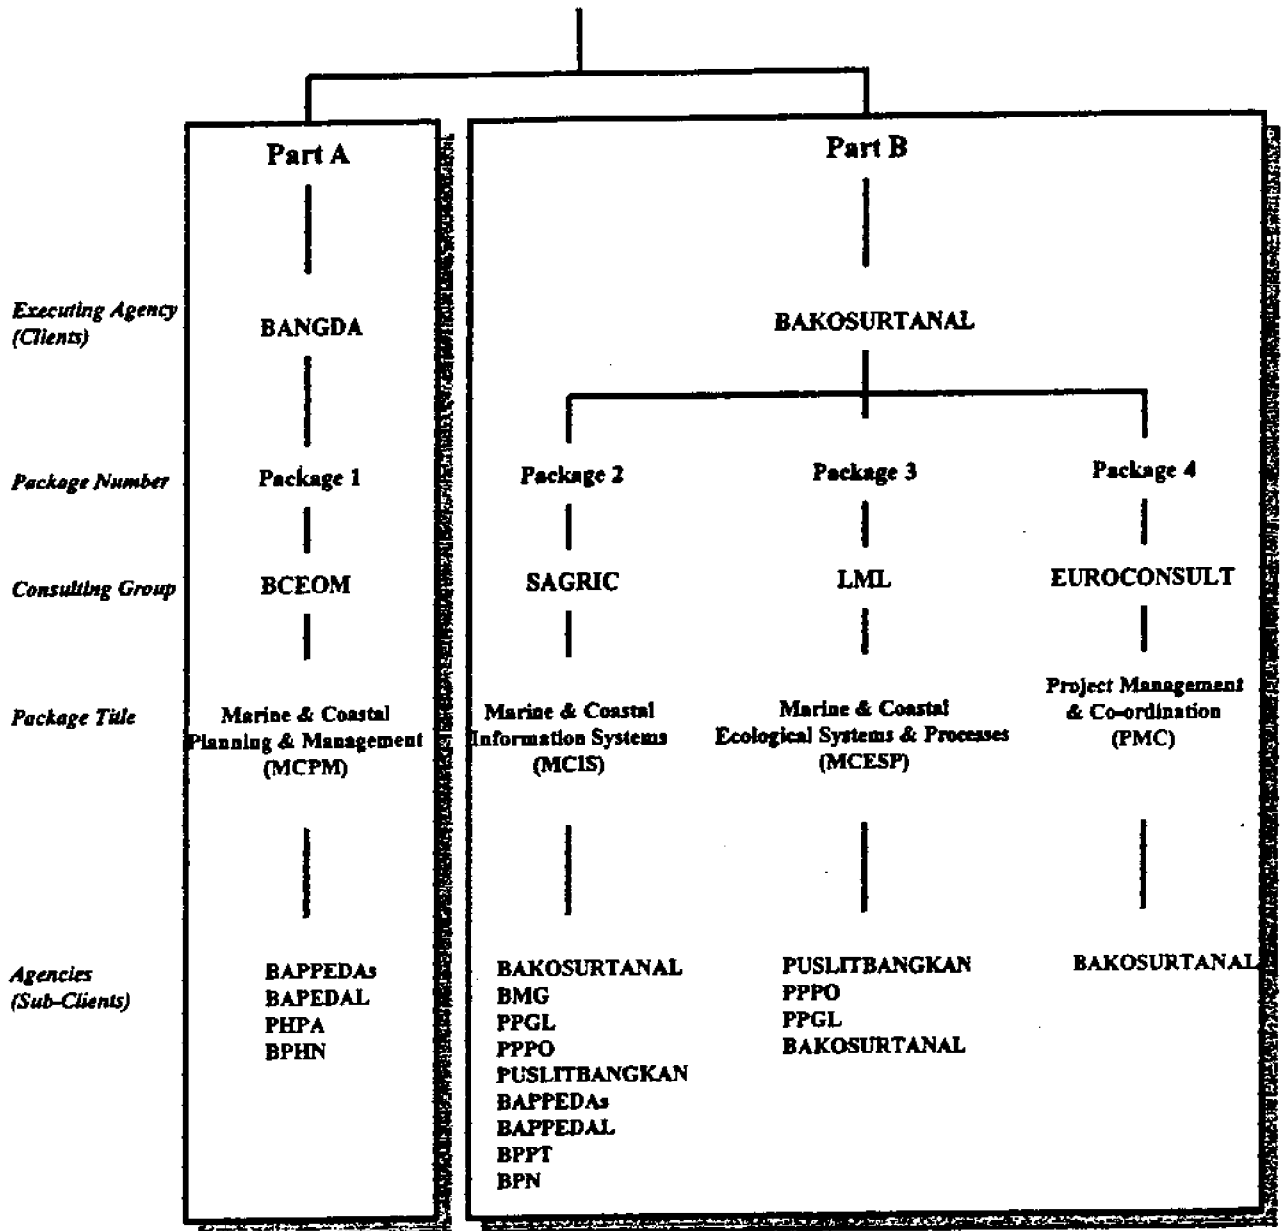 Part A
Part B
Executing Agency
(Clients)
BANGDA
BAKOSURTANAL
Package Number
Package 1
Package 2
Package 3
Package 4
Consulting Group
BCEOM
SAGRIC
LML
EUROCONSULT
Package Title
Marine & Coastal
Planning & Management
(MCPM)
Marine & Coastal
Information Systems
(MCIS)
Marine & Coastal
Ecological Systems & Processes
(MCESP)
Project Management
& Co-ordination
(PMC)
Agencies
(Sub-Clients)
BAPPEDAs
BAPEDAL
PHPA
BPHN
BAKOSURTANAL
BMG
PPGL
PPPO
PUSLITBANGKAN
BAPPEDAs
BAPPEDAL
BPPT
BPN
PUSLITBANGKAN
PPPO
PPGL
BAKOSURTANAL
BAKOSURTANAL